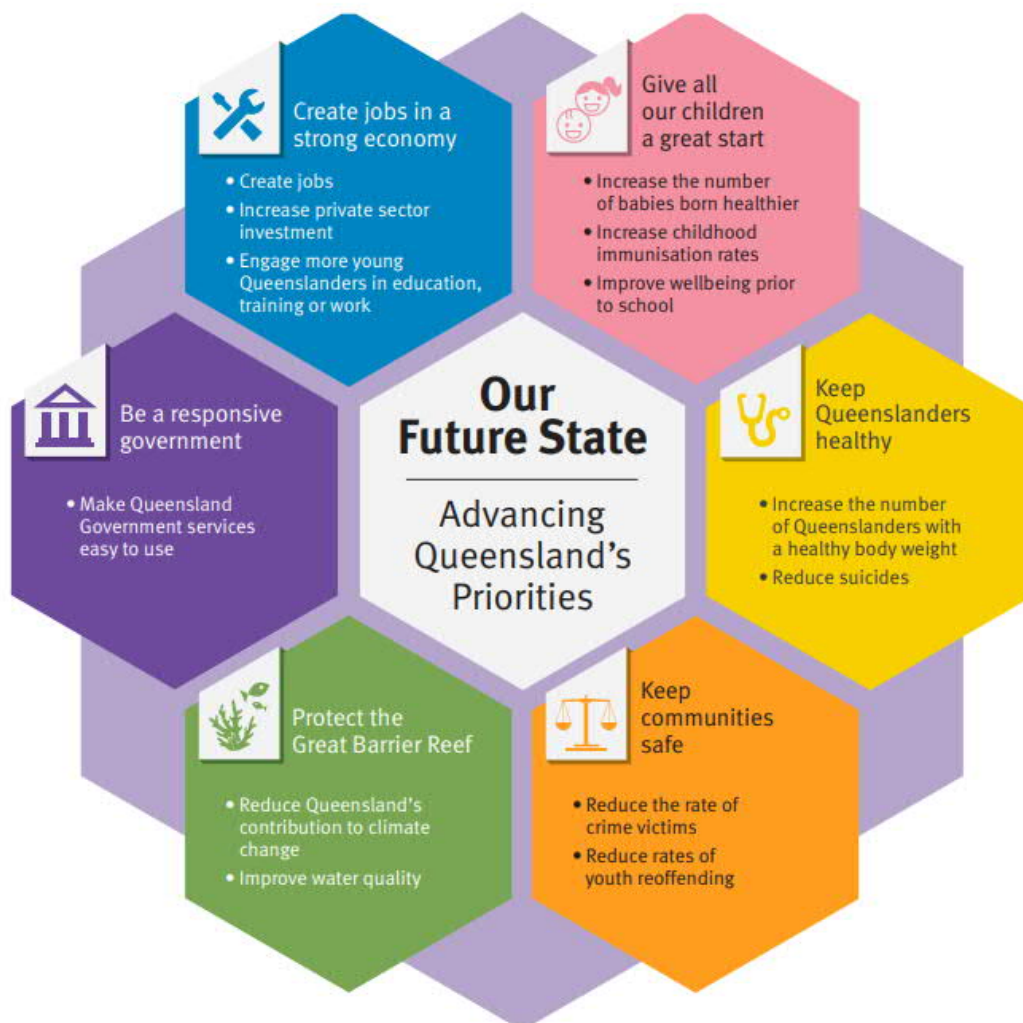 Our
Future State
Advancing
Queensland's
Priorities
Create jobs in a
strong economy
• Create jobs
• Increase private sector
investment
• Engage more young
Queenslanders in education,
training or work
Give all
our children
a great start
• Increase the number
of babies born healthier
• Increase childhood
immunisation rates
• Improve wellbeing prior
to school
Keep
Queenslanders
healthy
• Increase the number
of Queenslanders with
a healthy body weight
• Reduce suicides
Keep
communities
safe
• Reduce the rate of
crime victims
• Reduce rates of
youth reoffending
Protect the
Great Barrier Reef
• Reduce Queensland's
contribution to climate
change
• Improve water quality
Be a responsive
government
• Make Queensland
Government services
easy to use